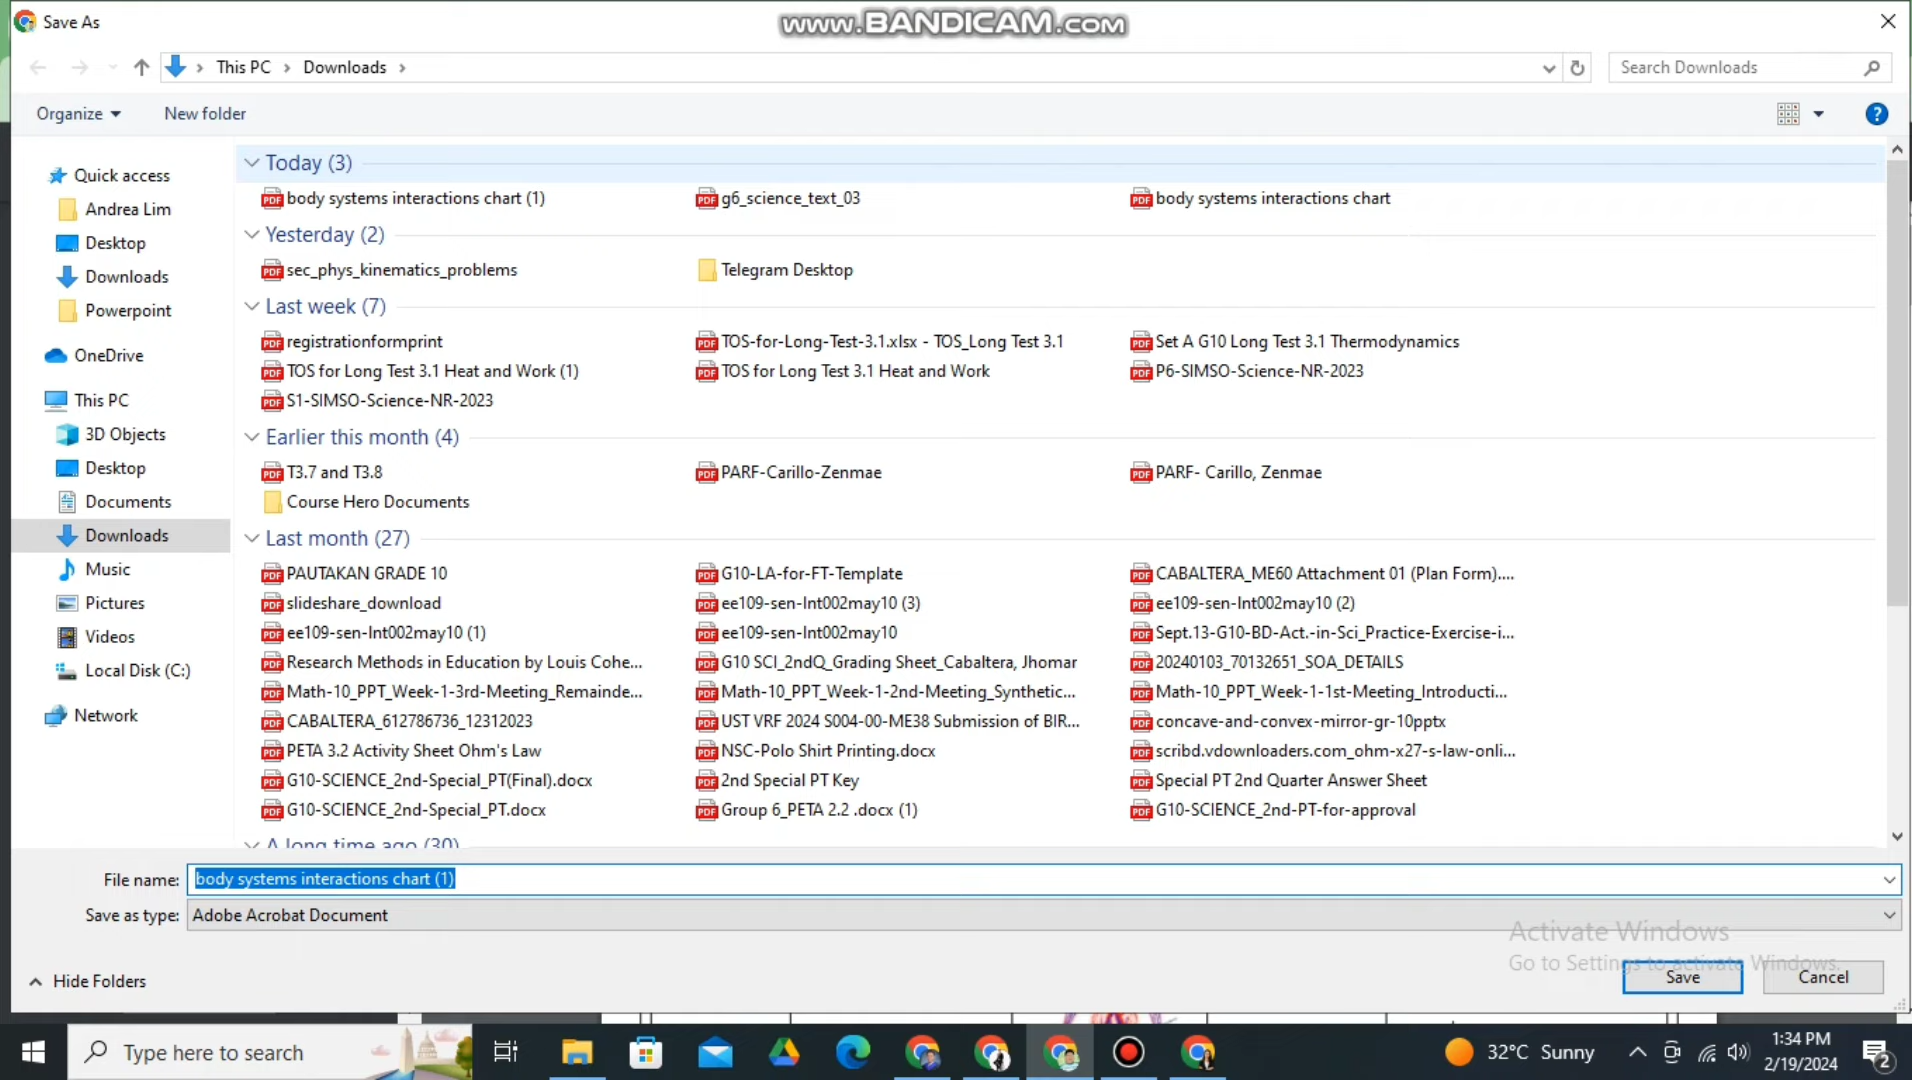 Save As
www.BANDICAM.com
This PC > Downloads >
Search Downloads
Organize
New folder
Quick access
Andrea Lim
Desktop
Downloads
Powerpoint
OneDrive
This PC
3D Objects
Desktop
Documents
Downloads
Music
Pictures
Videos
Local Disk (C:)
Network
Today (3)
body systems interactions chart (1)
g6_science_text_03
body systems interactions chart
Yesterday (2)
sec_phys_kinematics_problems
Telegram Desktop
Last week (7)
registrationformprint
TOS-for-Long-Test-3.1.xlsx - TOS_Long Test 3.1
Set A G10 Long Test 3.1 Thermodynamics
TOS for Long Test 3.1 Heat and Work (1)
TOS for Long Test 3.1 Heat and Work
P6-SIMSO-Science-NR-2023
S1-SIMSO-Science-NR-2023
Earlier this month (4)
T3.7 and T3.8
PARF-Carillo-Zenmae
PARF- Carillo, Zenmae
Course Hero Documents
Last month (27)
PAUTAKAN GRADE 10
G10-LA-for-FT-Template
CABALTERA_ME60 Attachment 01 (Plan Form)....
slideshare_download
ee109-sen-Int002may10 (3)
ee109-sen-Int002may10 (2)
ee109-sen-Int002may10 (1)
ee109-sen-Int002may10
Sept.13-G10-BD-Act.-in-Sci_Practice-Exercise-i...
Research Methods in Education by Louis Cohe...
G10 SCI_2ndQ_Grading Sheet_Cabaltera, Jhomar
20240103_70132651_SOA_DETAILS
Math-10_PPT_Week-1-3rd-Meeting_Remainde...
Math-10_PPT_Week-1-2nd-Meeting_Synthetic...
Math-10_PPT_Week-1-1st-Meeting_Introducti...
CABALTERA_612786736_12312023
UST VRF 2024 S004-00-ME38 Submission of BIR...
concave-and-convex-mirror-gr-10pptx
PETA 3.2 Activity Sheet Ohm's Law
NSC-Polo Shirt Printing.docx
scribd.vdownloaders.com_ohm-x27-s-law-onli...
G10-SCIENCE_2nd-Special_PT(Final).docx
2nd Special PT Key
Special PT 2nd Quarter Answer Sheet
G10-SCIENCE_2nd-Special_PT.docx
Group 6_PETA 2.2 .docx (1)
G10-SCIENCE_2nd-PT-for-approval
A long time ago (30)
File name: body systems interactions chart (1)
Save as type: Adobe Acrobat Document
Activate Windows
Go to Settings to activate Windows.
Hide Folders
Save
Cancel
Type here to search
32°C Sunny
1:34 PM
2/19/2024
2